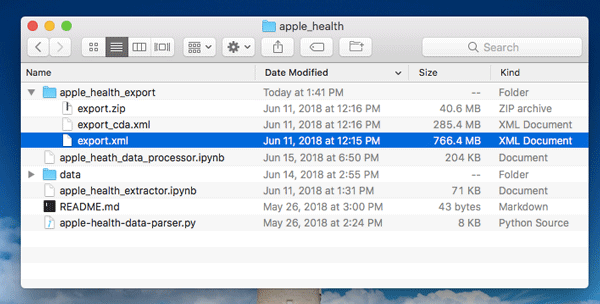 apple_health
Search
Name Date Modified Size Kind
apple_health_export Today at 1:41 PM -- Folder
export.zip Jun 11, 2018 at 12:16 PM 40.6 MB ZIP archive
export_cda.xml Jun 11, 2018 at 12:16 PM 285.4 MB XML Document
export.xml Jun 11, 2018 at 12:15 PM 766.4 MB XML Document
apple_heath_data_processor.ipynb Jun 15, 2018 at 6:50 PM 204 KB Document
data Jun 14, 2018 at 2:55 PM -- Folder
apple_health_extractor.ipynb Jun 11, 2018 at 1:31 PM 71 KB Document
README.md May 26, 2018 at 3:00 PM 43 bytes Markdown
apple-health-data-parser.py May 26, 2018 at 2:24 PM 8 KB Python Source